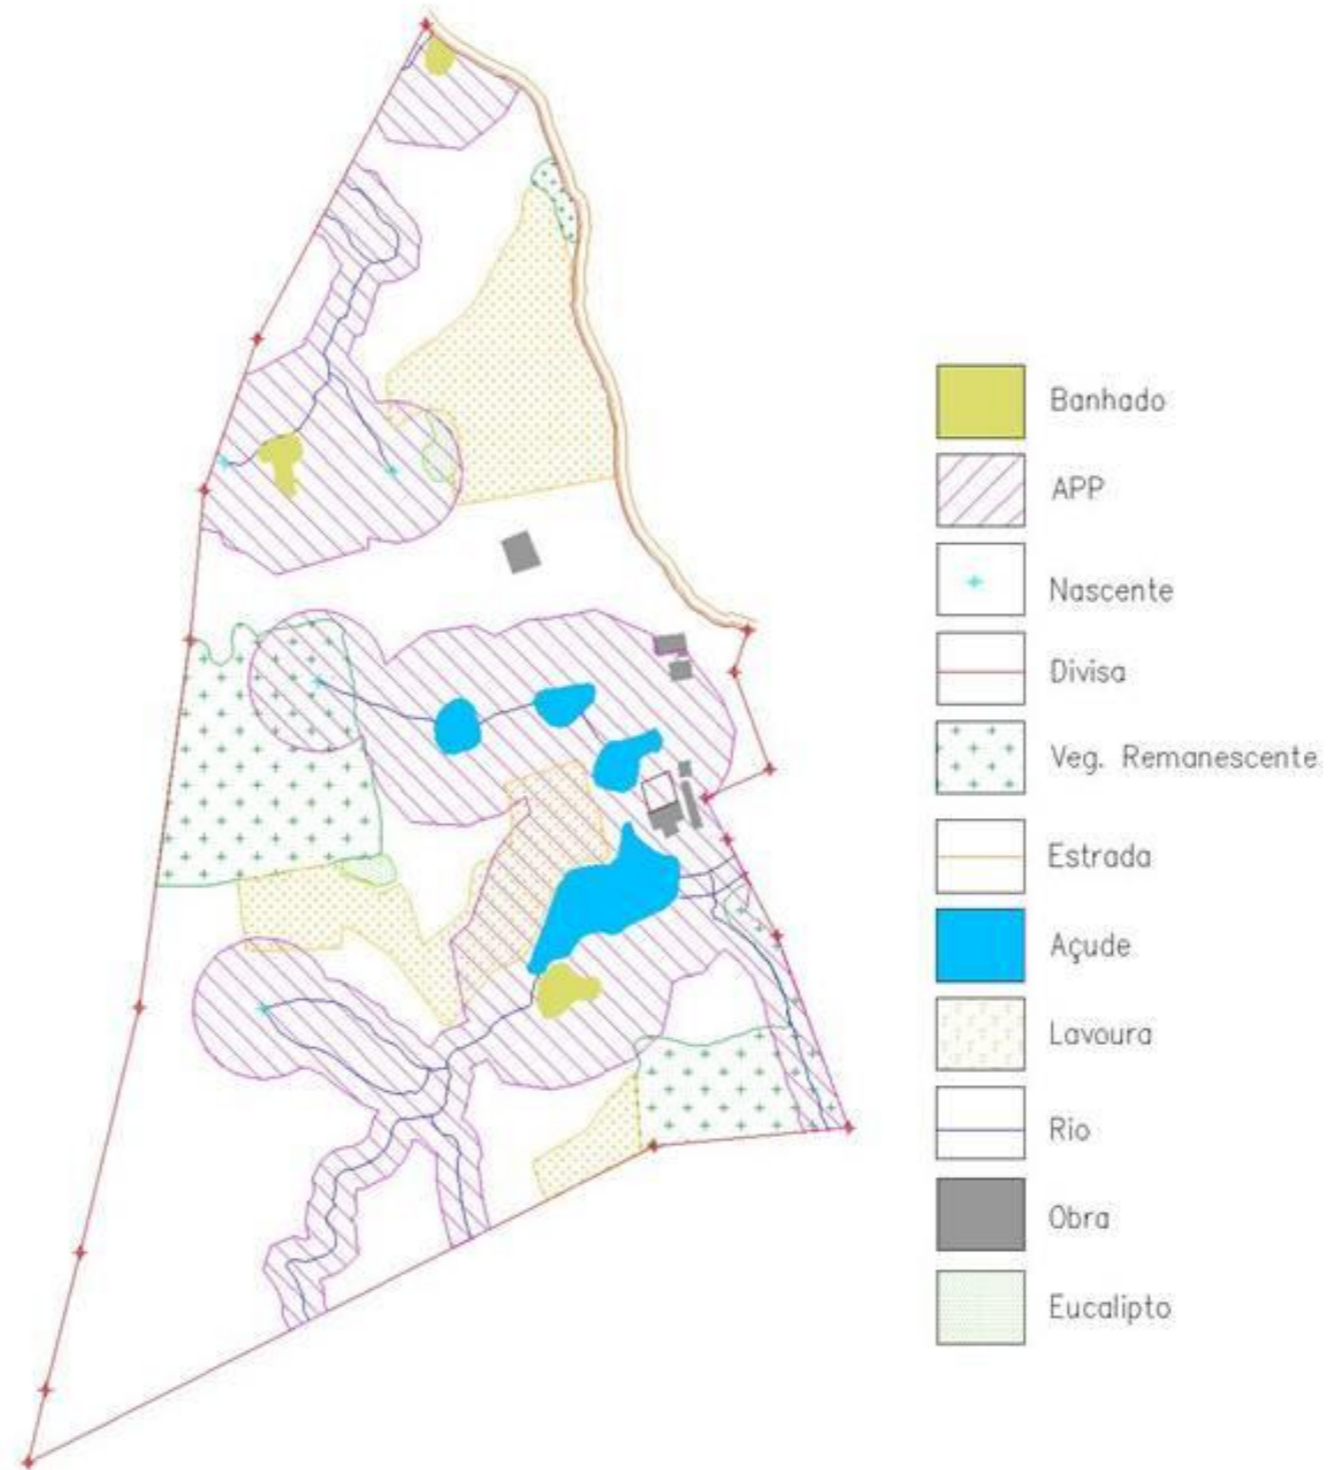 Banhado
APP
Nascente
Divisa
Veg. Remanescente
Estrada
Açude
Lavoura
Rio
Obra
Eucalipto